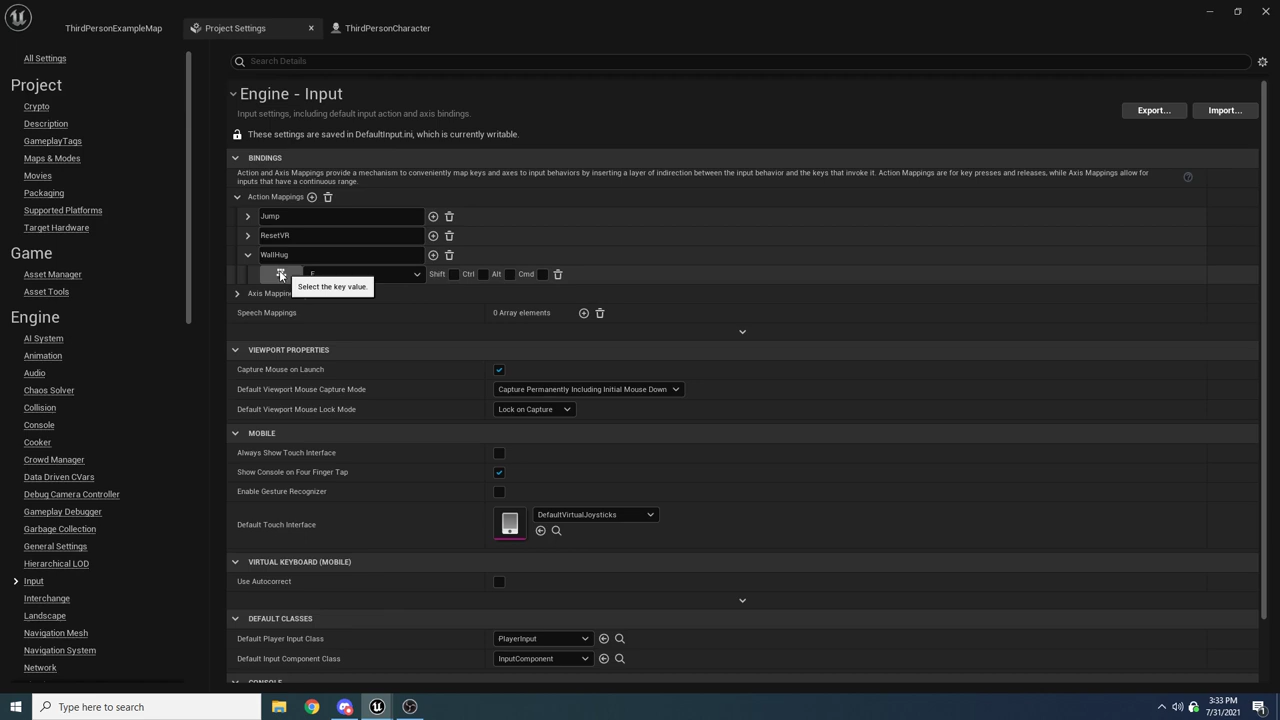 ThirdPersonExampleMap
Project Settings
ThirdPersonCharacter
All Settings
Project
Crypto
Description
GameplayTags
Maps & Modes
Movies
Packaging
Supported Platforms
Target Hardware
Game
Asset Manager
Asset Tools
Engine
AI System
Animation
Audio
Chaos Solver
Collision
Console
Cooker
Crowd Manager
Data Driven CVars
Debug Camera Controller
Gameplay Debugger
Garbage Collection
General Settings
Hierarchical LOD
Input
Interchange
Landscape
Navigation Mesh
Navigation System
Network
Search Details
Engine - Input
Input settings, including default input action and axis bindings.
Export...
Import...
These settings are saved in DefaultInput.ini, which is currently writable.
BINDINGS
Action and Axis Mappings provide a mechanism to conveniently map keys and axes to input behaviors by inserting a layer of indirection between the input behavior and the keys that invoke it. Action Mappings are for key presses and releases, while Axis Mappings allow for
inputs that have a continuous range.
Action Mappings
Jump
ResetVR
WallHug
Shift Ctrl Alt Cmd
Select the key value.
Axis
Speech Mappings 0 Array elements
VIEWPORT PROPERTIES
Capture Mouse on Launch
Default Viewport Mouse Capture Mode Capture Permanently Including Initial Mouse Down
Default Viewport Mouse Lock Mode Lock on Capture
MOBILE
Always Show Touch Interface
Show Console on Four Finger Tap
Enable Gesture Recognizer
Default Touch Interface DefaultVirtualJoysticks
VIRTUAL KEYBOARD (MOBILE)
Use Autocorrect
DEFAULT CLASSES
Default Player Input Class PlayerInput
Default Input Component Class InputComponent
CONSOLE
Type here to search
3:33 PM
7/31/2021